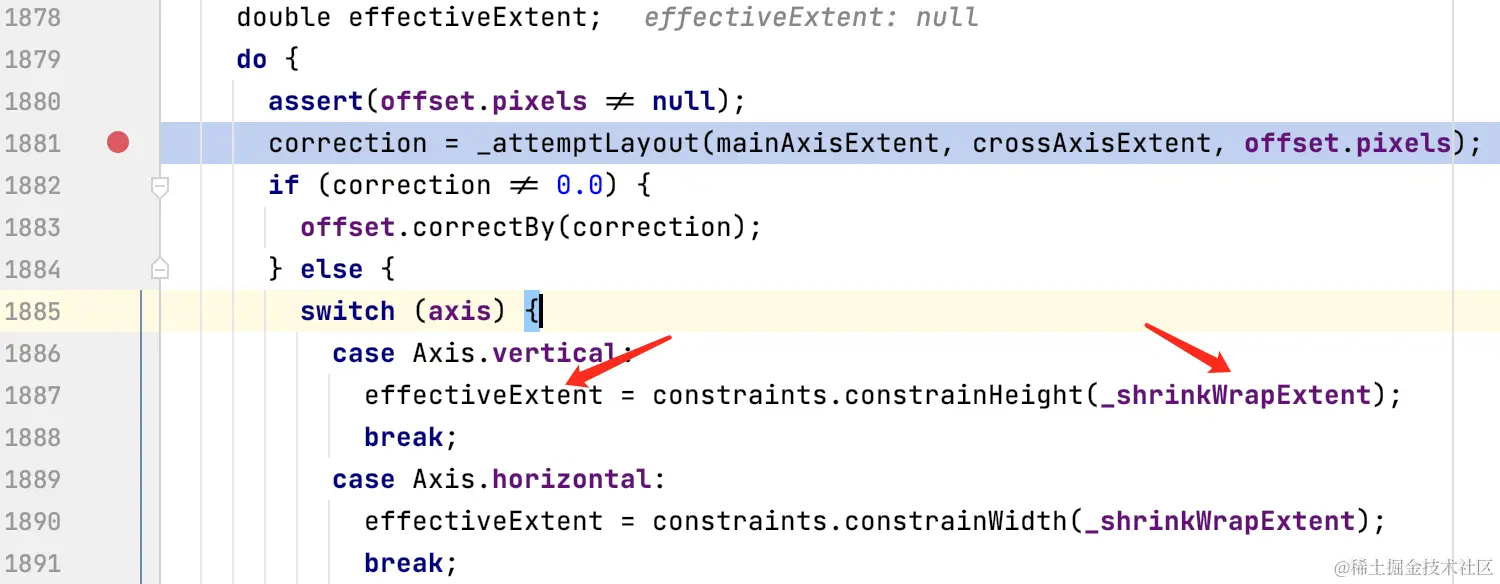 1878 double effectiveExtent; effectiveExtent: null
1879 do {
1880 assert(offset.pixels ≠ null);
1881 correction = _attemptLayout(mainAxisExtent, crossAxisExtent, offset.pixels);
1882 if (correction ≠ 0.0) {
1883 offset.correctBy(correction);
1884 } else {
1885 switch (axis) {
1886 case Axis.vertical:
1887 effectiveExtent = constraints.constrainHeight(_shrinkWrapExtent);
1888 break;
1889 case Axis.horizontal:
1890 effectiveExtent = constraints.constrainWidth(_shrinkWrapExtent);
1891 break;
@稀土掘金技术社区